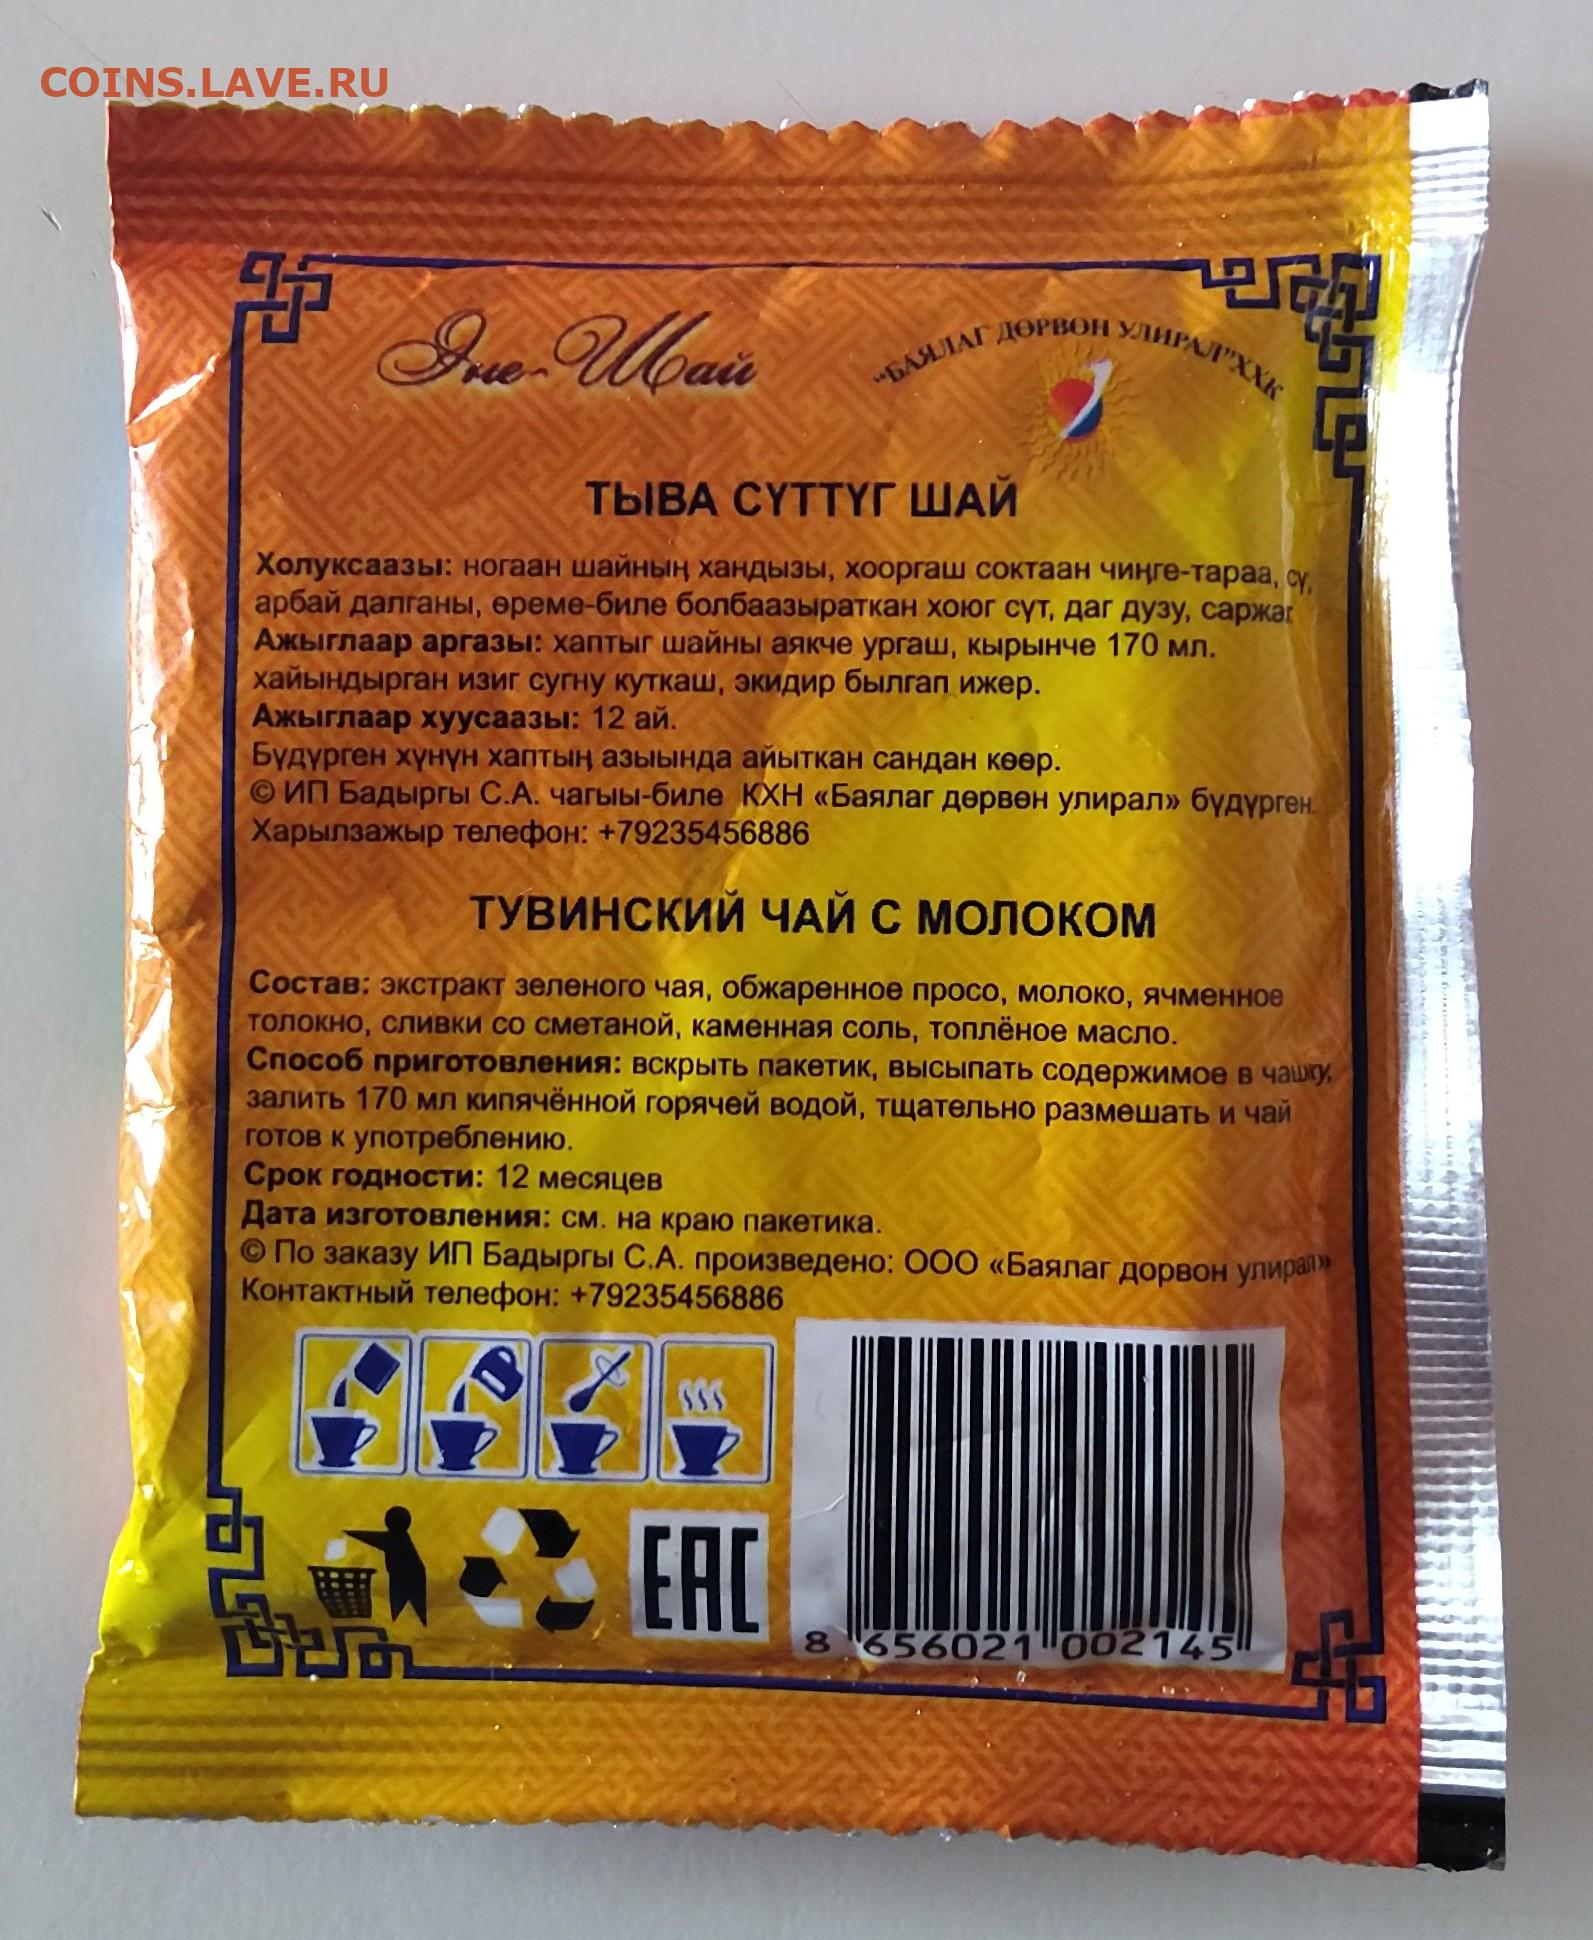 COINS.LAVE.RU
Эне-Шай
"БАЯЛАГ ДӨРВӨН УЛИРАЛ" ХХК
ТЫВА СҮТТҮГ ШАЙ
Холуксаазы: ногаан шайның хандызы, хооргаш соктаан чиңге-тараа, сү,
арбай далганы, өреме-биле болбаазыраткан хоюг сүт, даг дузу, саржаг
Ажыглаар аргазы: хаптыг шайны аякче ургаш, кырынче 170 мл.
хайындырган изиг сугну куткаш, экидир былгап ижер.
Ажыглаар хуусаазы: 12 ай.
Бүдүрген хүнүн хаптың азыында айыткан сандан көөр.
© ИП Бадыргы С.А. чагыы-биле КХН «Баялаг дөрвөн улирал» бүдүрген.
Харылзажыр телефон: +79235456886
ТУВИНСКИЙ ЧАЙ С МОЛОКОМ
Состав: экстракт зеленого чая, обжаренное просо, молоко, ячменное
толокно, сливки со сметаной, каменная соль, топлёное масло.
Способ приготовления: вскрыть пакетик, высыпать содержимое в чашку,
залить 170 мл кипячённой горячей водой, тщательно размешать и чай
готов к употреблению.
Срок годности: 12 месяцев
Дата изготовления: см. на краю пакетика.
© По заказу ИП Бадыргы С.А. произведено: ООО «Баялаг дорвон улирал»
Контактный телефон: +79235456886
EAC
8 656021 002145